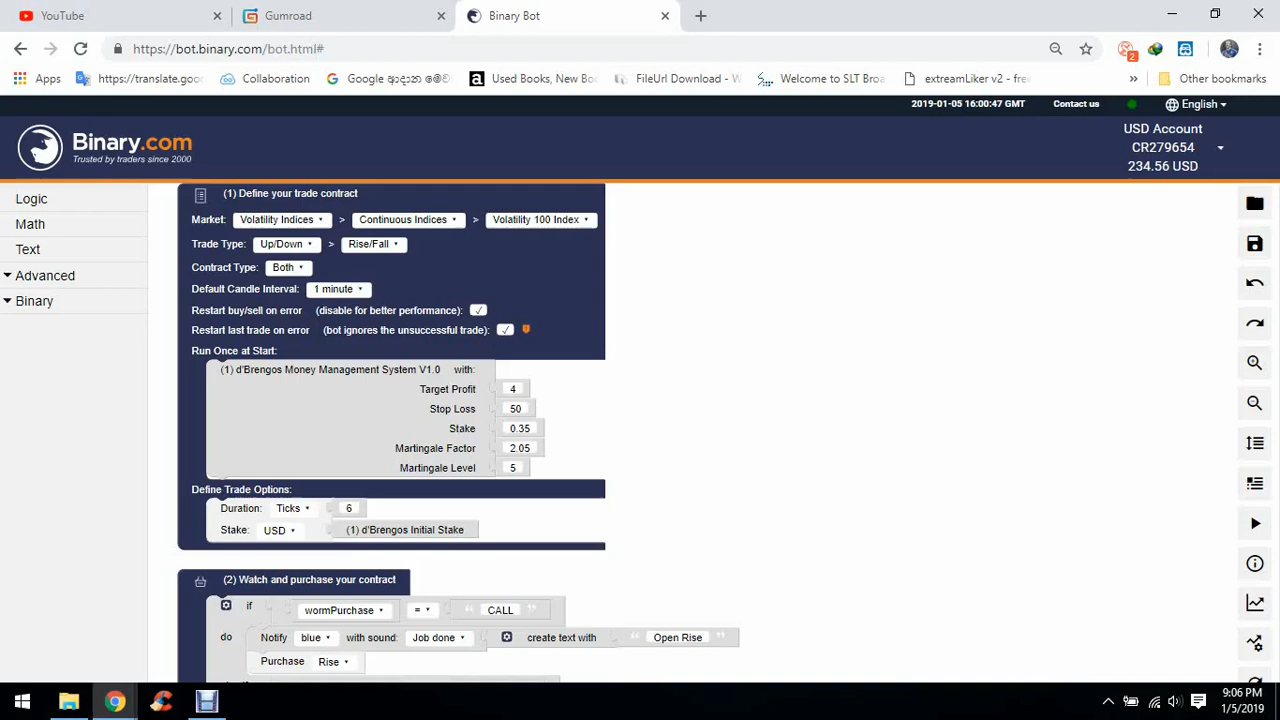 YouTube
Gumroad
Binary Bot
https://bot.binary.com/bot.html#
2
Apps
https://translate.goo
Collaboration
Google ආදාන මෙව
Used Books, New Bo
FileUrl Download - W
Welcome to SLT Broa
extreamLiker v2 - fre
»
Other bookmarks
2019-01-05 16:00:47 GMT
Contact us
English
Binary.com
Trusted by traders since 2000
USD Account
CR279654
234.56 USD
Logic
Math
Text
Advanced
Binary
(1) Define your trade contract
Market: Volatility Indices > Continuous Indices > Volatility 100 Index
Trade Type: Up/Down > Rise/Fall
Contract Type: Both
Default Candle Interval: 1 minute
Restart buy/sell on error (disable for better performance): ✓
Restart last trade on error (bot ignores the unsuccessful trade): ✓
Run Once at Start:
(1) d'Brengos Money Management System V1.0 with:
Target Profit 4
Stop Loss 50
Stake 0.35
Martingale Factor 2.05
Martingale Level 5
Define Trade Options:
Duration: Ticks 6
Stake: USD (1) d'Brengos Initial Stake
(2) Watch and purchase your contract
if wormPurchase = “ CALL ”
do Notify blue with sound: Job done create text with “ Open Rise ”
Purchase Rise
9:06 PM
1/5/2019